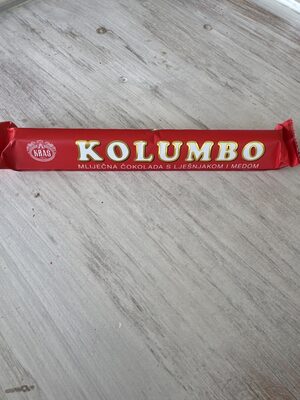 KRAŠ
KOLUMBO
MLIJEČNA ČOKOLADA S LJEŠNJAKOM I MEDOM